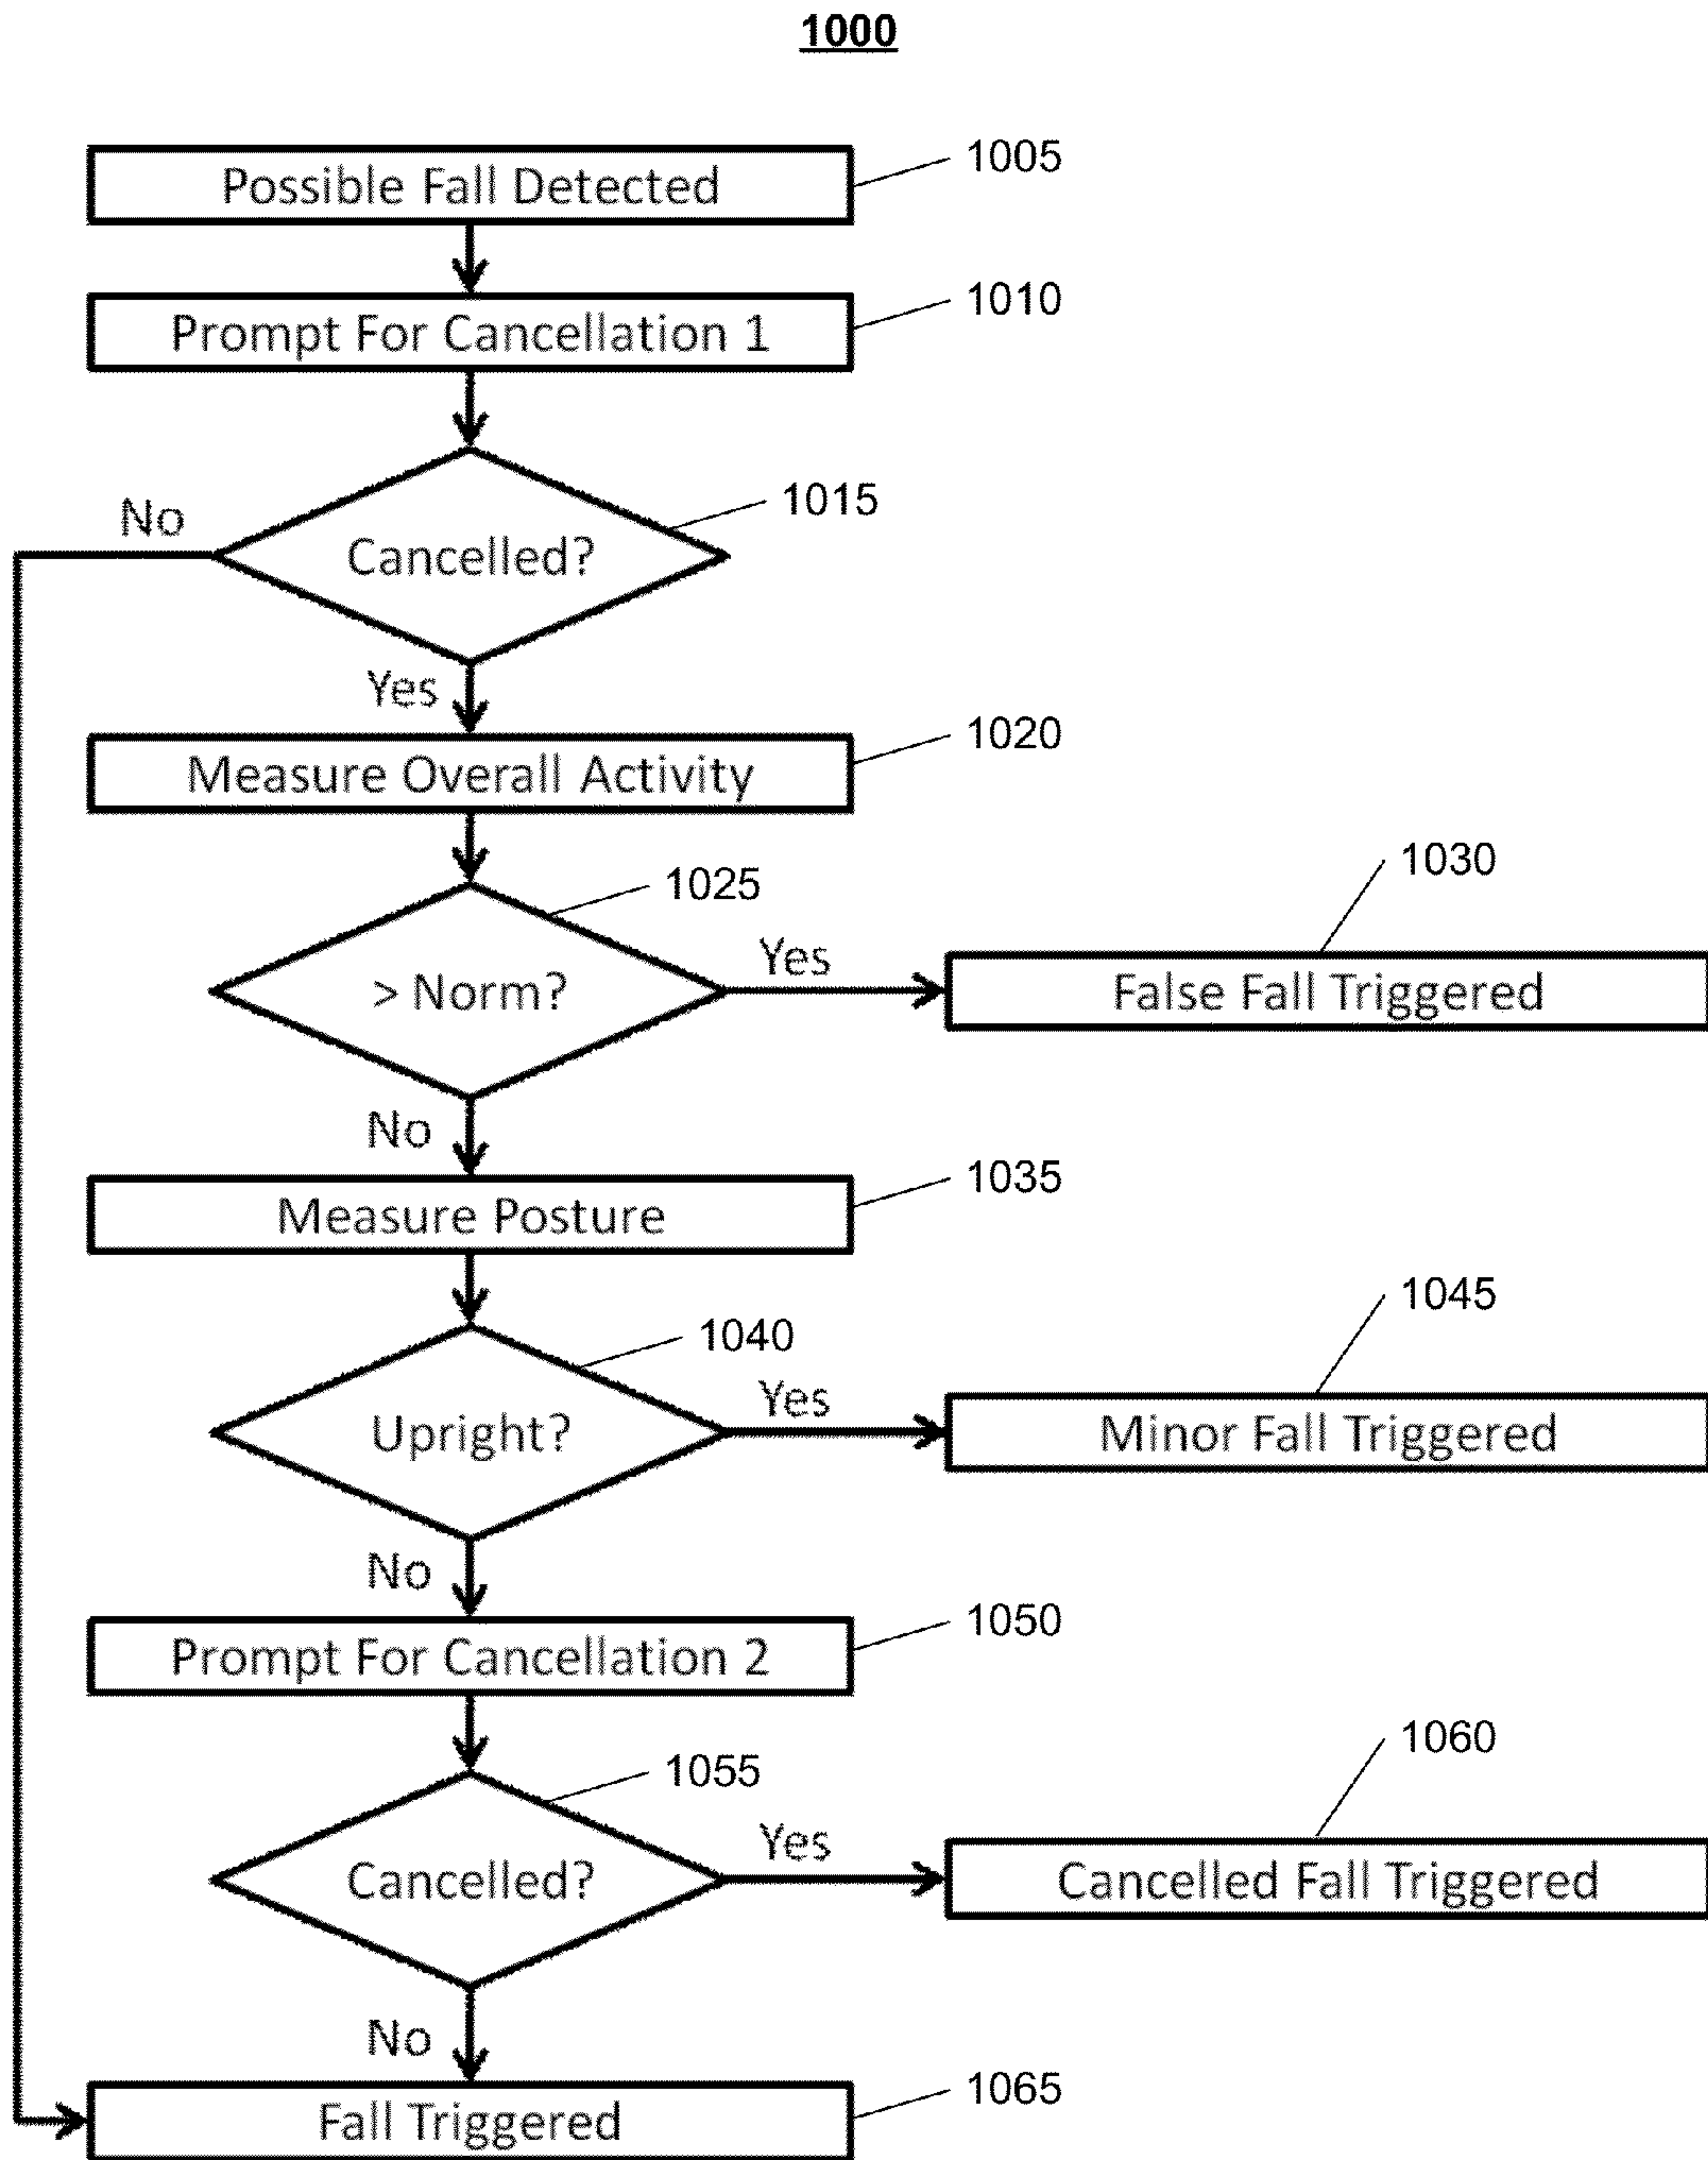 1000
Possible Fall Detected
1005
Prompt For Cancellation 1
1010
Cancelled?
1015
No
Yes
Measure Overall Activity
1020
> Norm?
1025
Yes
False Fall Triggered
1030
No
Measure Posture
1035
Upright?
1040
Yes
Minor Fall Triggered
1045
No
Prompt For Cancellation 2
1050
Cancelled?
1055
Yes
Cancelled Fall Triggered
1060
No
Fall Triggered
1065